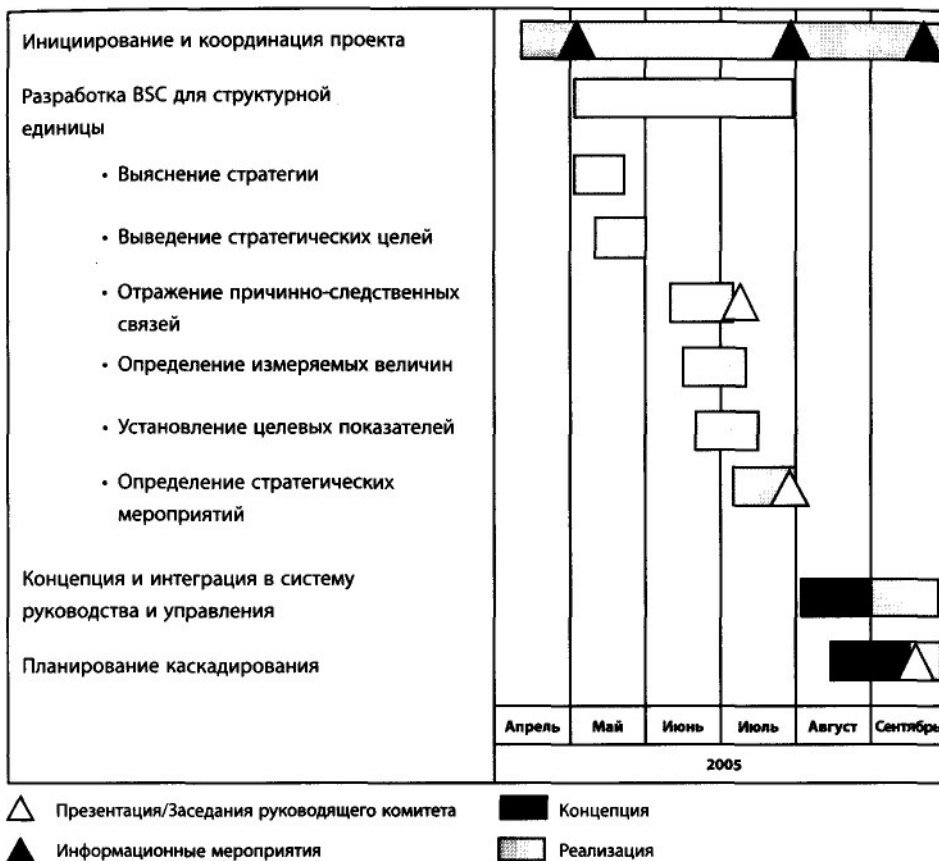 Инициирование и координация проекта
Разработка BSC для структурной
единицы
• Выяснение стратегии
• Выведение стратегических целей
• Отражение причинно-следственных
связей
• Определение измеряемых величин
• Установление целевых показателей
• Определение стратегических
мероприятий
Концепция и интеграция в систему
руководства и управления
Планирование каскадирования
Апрель Май Июнь Июль Август Сентябрь
2005
Презентация/Заседания руководящего комитета
Концепция
Информационные мероприятия
Реализация